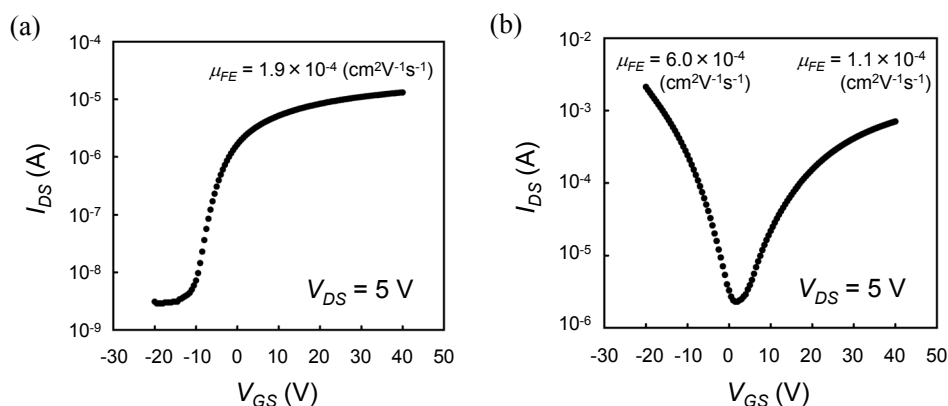 (a)
10-4
μFE = 1.9 × 10-4 (cm2V-1s-1)
10-5
10-6
10-7
10-8
10-9
IDS (A)
VDS = 5 V
-30 -20 -10 0 10 20 30 40 50
VGS (V)
(b)
10-2
μFE = 6.0 × 10-4
(cm2V-1s-1)
μFE = 1.1 × 10-4
(cm2V-1s-1)
10-3
10-4
10-5
10-6
IDS (A)
VDS = 5 V
-30 -20 -10 0 10 20 30 40 50
VGS (V)